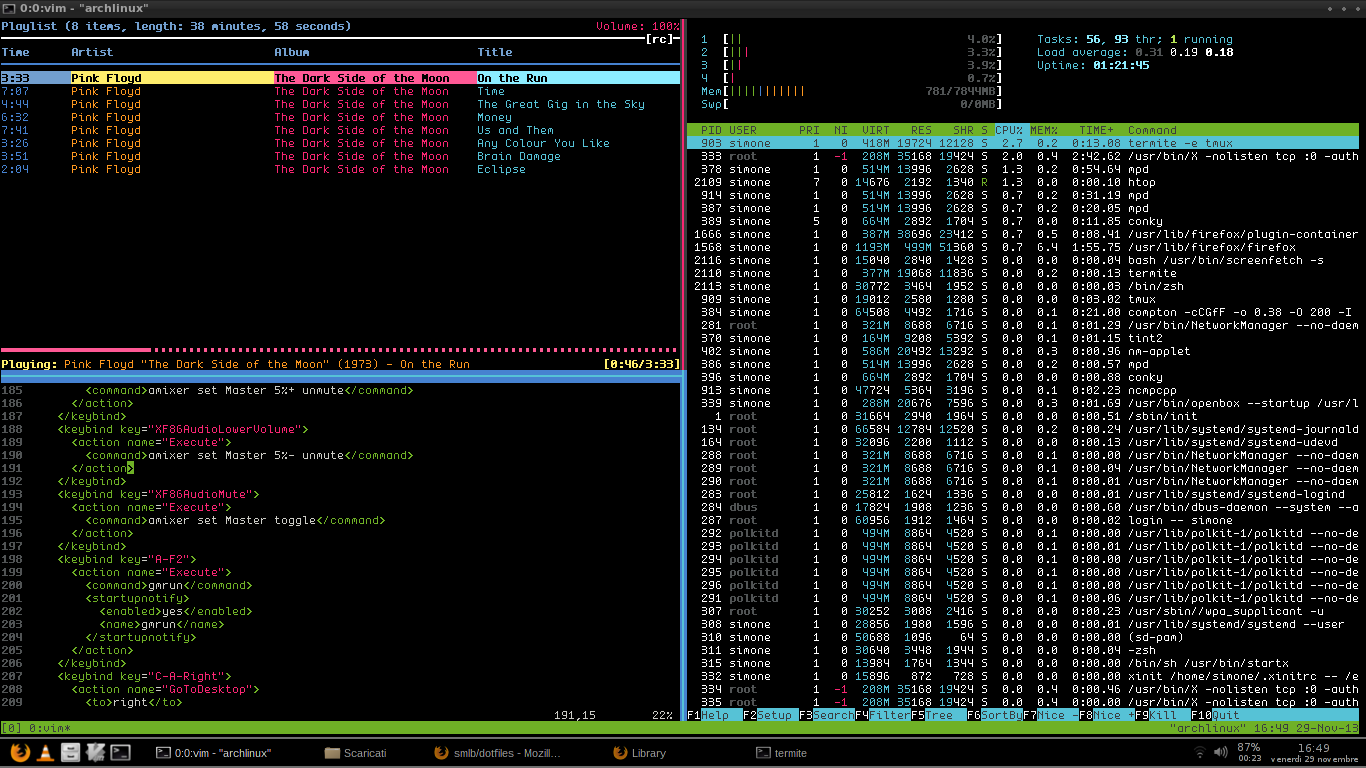 0:0:vim - "archlinux"
Playlist (8 items, length: 38 minutes, 58 seconds) Volume: 100%
[rc]
Time Artist Album Title
3:33 Pink Floyd The Dark Side of the Moon On the Run
7:07 Pink Floyd The Dark Side of the Moon Time
4:44 Pink Floyd The Dark Side of the Moon The Great Gig in the Sky
6:32 Pink Floyd The Dark Side of the Moon Money
7:41 Pink Floyd The Dark Side of the Moon Us and Them
3:26 Pink Floyd The Dark Side of the Moon Any Colour You Like
3:51 Pink Floyd The Dark Side of the Moon Brain Damage
2:04 Pink Floyd The Dark Side of the Moon Eclipse
Playing: Pink Floyd "The Dark Side of the Moon" (1973) - On the Run [0:46/3:33]
185 <command>amixer set Master 5%+ unmute</command>
186 </action>
187 </keybind>
188 <keybind key="XF86AudioLowerVolume">
189 <action name="Execute">
190 <command>amixer set Master 5%- unmute</command>
191 </action>
192 </keybind>
193 <keybind key="XF86AudioMute">
194 <action name="Execute">
195 <command>amixer set Master toggle</command>
196 </action>
197 </keybind>
198 <keybind key="A-F2">
199 <action name="Execute">
200 <command>gmrun</command>
201 <startupnotify>
202 <enabled>yes</enabled>
203 <name>gmrun</name>
204 </startupnotify>
205 </action>
206 </keybind>
207 <keybind key="C-A-Right">
208 <action name="GoToDesktop">
209 <to>right</to>
191,15 22%
1 [|| 4.0%]
2 [||| 3.3%]
3 [|| 3.9%]
4 [| 0.7%]
Mem[||||||||||| 781/7844MB]
Swp[ 0/0MB]
Tasks: 56, 93 thr; 1 running
Load average: 0.31 0.19 0.18
Uptime: 01:21:45
PID USER PRI NI VIRT RES SHR S CPU% MEM% TIME+ Command
903 simone 1 0 418M 19724 12128 S 2.7 0.2 0:13.08 termite -e tmux
333 root 1 -1 208M 35168 19424 S 2.0 0.4 2:42.62 /usr/bin/X -nolisten tcp :0 -auth
378 simone 1 0 514M 13996 2628 S 1.3 0.2 0:54.64 mpd
2109 simone 7 0 14676 2192 1340 R 1.3 0.0 0:00.10 htop
914 simone 1 0 514M 13996 2628 S 0.7 0.2 0:31.19 mpd
387 simone 1 0 514M 13996 2628 S 0.7 0.2 0:20.05 mpd
389 simone 5 0 664M 2892 1704 S 0.7 0.0 0:11.85 conky
1666 simone 1 0 387M 38696 23412 S 0.7 0.5 0:08.41 /usr/lib/firefox/plugin-container
1568 simone 1 0 1193M 499M 51360 S 0.7 6.4 1:55.75 /usr/lib/firefox/firefox
2116 simone 1 0 15040 2840 1428 S 0.0 0.0 0:00.04 bash /usr/bin/screenfetch -s
2110 simone 1 0 377M 19068 11836 S 0.0 0.2 0:00.13 termite
2113 simone 1 0 30772 3464 1952 S 0.0 0.0 0:00.03 /bin/zsh
909 simone 1 0 19012 2580 1280 S 0.0 0.0 0:03.02 tmux
384 simone 1 0 64508 4492 1716 S 0.0 0.1 0:21.00 compton -cCGfF -o 0.38 -O 200 -I
281 root 1 0 321M 8688 6716 S 0.0 0.1 0:01.29 /usr/bin/NetworkManager --no-daem
370 simone 1 0 164M 9208 5392 S 0.0 0.1 0:01.15 tint2
402 simone 1 0 586M 20492 13292 S 0.0 0.3 0:00.96 nm-applet
386 simone 1 0 514M 13996 2628 S 0.0 0.2 0:00.57 mpd
396 simone 1 0 664M 2892 1704 S 0.0 0.0 0:00.88 conky
913 simone 1 0 47724 5364 3196 S 0.0 0.1 0:02.23 ncmpcpp
339 simone 1 0 288M 20676 7596 S 0.0 0.3 0:01.69 /usr/bin/openbox --startup /usr/l
1 root 1 0 31664 2940 1964 S 0.0 0.0 0:00.51 /sbin/init
134 root 1 0 66584 12784 12520 S 0.0 0.2 0:00.24 /usr/lib/systemd/systemd-journald
164 root 1 0 32096 2200 1112 S 0.0 0.0 0:00.13 /usr/lib/systemd/systemd-udevd
288 root 1 0 321M 8688 6716 S 0.0 0.1 0:00.00 /usr/bin/NetworkManager --no-daem
289 root 1 0 321M 8688 6716 S 0.0 0.1 0:00.04 /usr/bin/NetworkManager --no-daem
290 root 1 0 321M 8688 6716 S 0.0 0.1 0:00.01 /usr/bin/NetworkManager --no-daem
283 root 1 0 25812 1624 1336 S 0.0 0.0 0:00.01 /usr/lib/systemd/systemd-logind
284 dbus 1 0 17824 1908 1236 S 0.0 0.0 0:00.60 /usr/bin/dbus-daemon --system --a
287 root 1 0 60956 1912 1464 S 0.0 0.0 0:00.02 login -- simone
292 polkitd 1 0 494M 8864 4520 S 0.0 0.1 0:00.00 /usr/lib/polkit-1/polkitd --no-de
293 polkitd 1 0 494M 8864 4520 S 0.0 0.1 0:00.01 /usr/lib/polkit-1/polkitd --no-de
294 polkitd 1 0 494M 8864 4520 S 0.0 0.1 0:00.00 /usr/lib/polkit-1/polkitd --no-de
295 polkitd 1 0 494M 8864 4520 S 0.0 0.1 0:00.00 /usr/lib/polkit-1/polkitd --no-de
296 polkitd 1 0 494M 8864 4520 S 0.0 0.1 0:00.00 /usr/lib/polkit-1/polkitd --no-de
291 polkitd 1 0 494M 8864 4520 S 0.0 0.1 0:00.06 /usr/lib/polkit-1/polkitd --no-de
307 root 1 0 30252 3008 2416 S 0.0 0.0 0:00.23 /usr/sbin//wpa_supplicant -u
308 simone 1 0 28856 1980 1596 S 0.0 0.0 0:00.01 /usr/lib/systemd/systemd --user
310 simone 1 0 50688 1096 64 S 0.0 0.0 0:00.00 (sd-pam)
311 simone 1 0 30640 3448 1944 S 0.0 0.0 0:00.04 -zsh
315 simone 1 0 13984 1764 1344 S 0.0 0.0 0:00.00 /bin/sh /usr/bin/startx
332 simone 1 0 15896 872 728 S 0.0 0.0 0:00.00 xinit /home/simone/.xinitrc -- /e
334 root 1 -1 208M 35168 19424 S 0.0 0.4 0:00.46 /usr/bin/X -nolisten tcp :0 -auth
335 root 1 -1 208M 35168 19424 S 0.0 0.4 0:00.00 /usr/bin/X -nolisten tcp :0 -auth
F1Help F2Setup F3SearchF4FilterF5Tree F6SortByF7Nice -F8Nice +F9Kill F10Quit
[0] 0:vim* "archlinux" 16:49 29-Nov-13
0:0:vim - "archlinux"
Scaricati
smlb/dotfiles - Mozill...
Library
termite
87%
00:23
16:49
venerdì 29 novembre